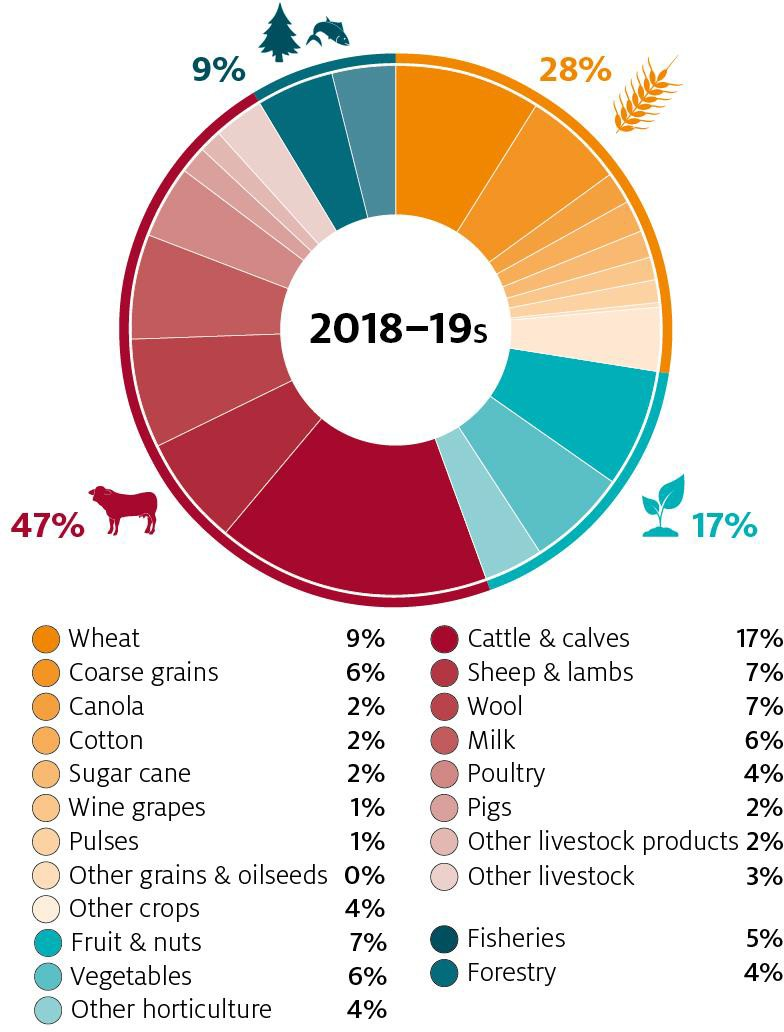 9%
28%
2018–19s
47%
17%
Wheat 9%
Coarse grains 6%
Canola 2%
Cotton 2%
Sugar cane 2%
Wine grapes 1%
Pulses 1%
Other grains & oilseeds 0%
Other crops 4%
Fruit & nuts 7%
Vegetables 6%
Other horticulture 4%
Cattle & calves 17%
Sheep & lambs 7%
Wool 7%
Milk 6%
Poultry 4%
Pigs 2%
Other livestock products 2%
Other livestock 3%
Fisheries 5%
Forestry 4%